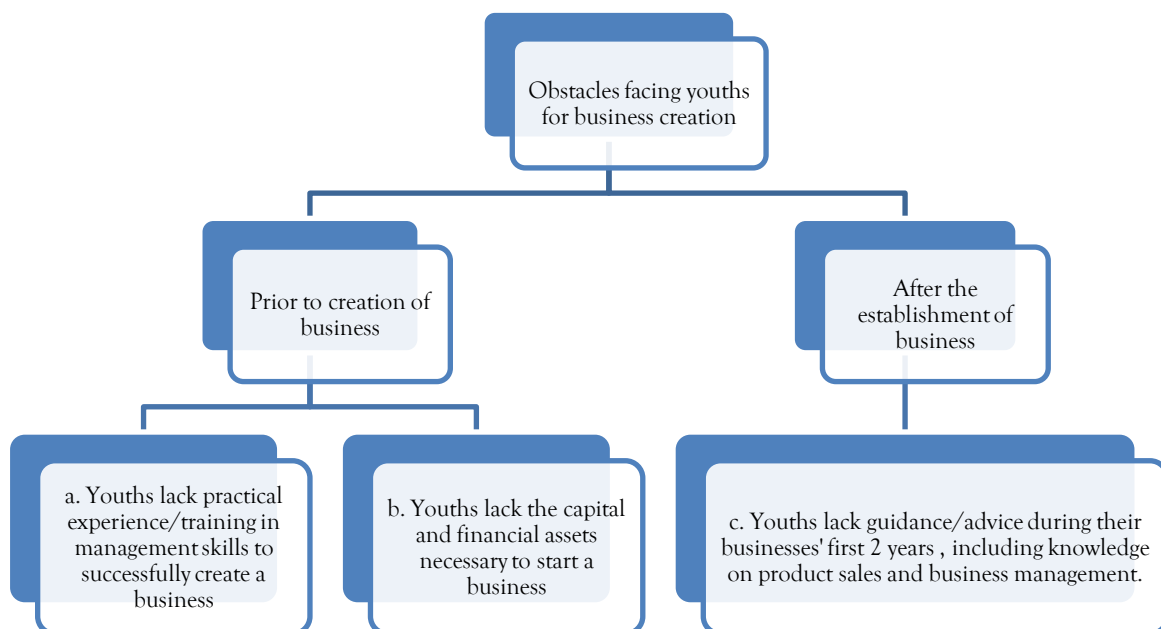 Obstacles facing youths
for business creation
Prior to creation of
business
After the
establishment of
business
a. Youths lack practical
experience/training in
management skills to
successfully create a
business
b. Youths lack the capital
and financial assets
necessary to start a
business
c. Youths lack guidance/advice during their
businesses' first 2 years , including knowledge
on product sales and business management.